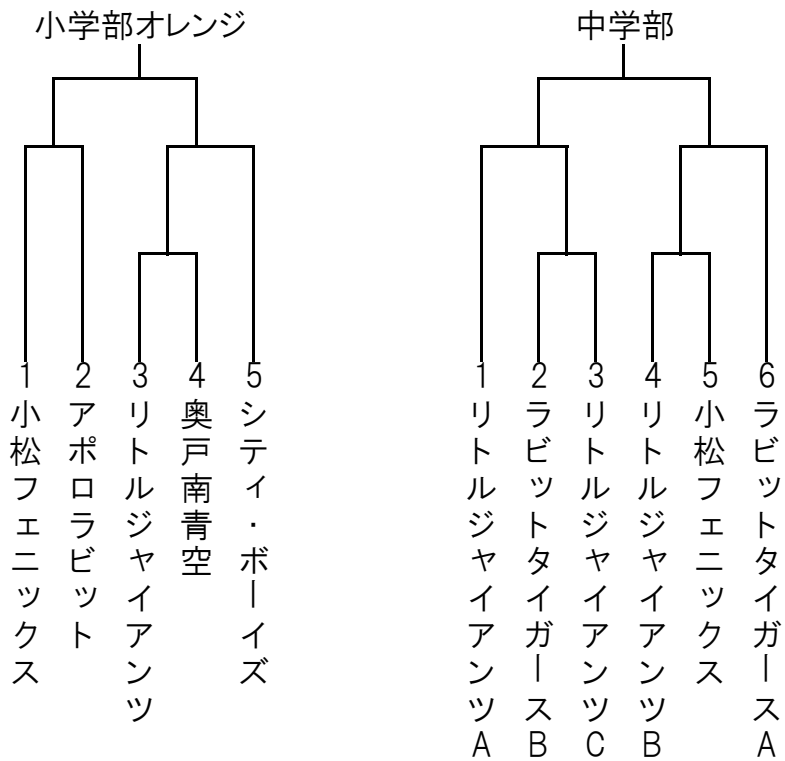 小学部オレンジ
1小松フェニックス
2アポロラビット
3リトルジャイアンツ
4奥戸南青空
5シティ・ボーイズ
中学部
1リトルジャイアンツA
2ラビットタイガースB
3リトルジャイアンツC
4リトルジャイアンツB
5小松フェニックス
6ラビットタイガースA